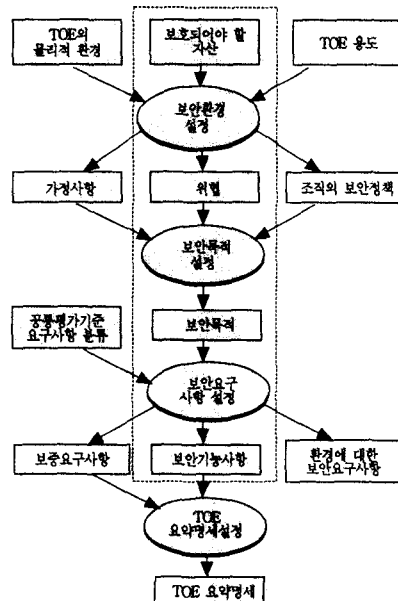 TOE의
물리적 환경
보호되어야 할
자산
TOE 용도
보안환경
설정
가정사항
위협
조직의 보안정책
보안목적
설정
공통평가기준
요구사항 분류
보안목적
보안요구
사항 설정
보증요구사항
보안기능사항
환경에 대한
보안요구사항
TOE
요약명세설정
TOE 요약명세